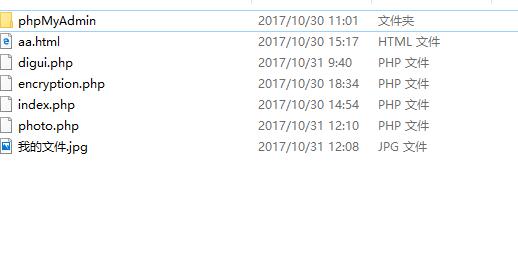 phpMyAdmin 2017/10/30 11:01 文件夹
aa.html 2017/10/30 15:17 HTML 文件
digui.php 2017/10/31 9:40 PHP 文件
encryption.php 2017/10/30 18:34 PHP 文件
index.php 2017/10/30 14:54 PHP 文件
photo.php 2017/10/31 12:10 PHP 文件
我的文件.jpg 2017/10/31 12:08 JPG 文件